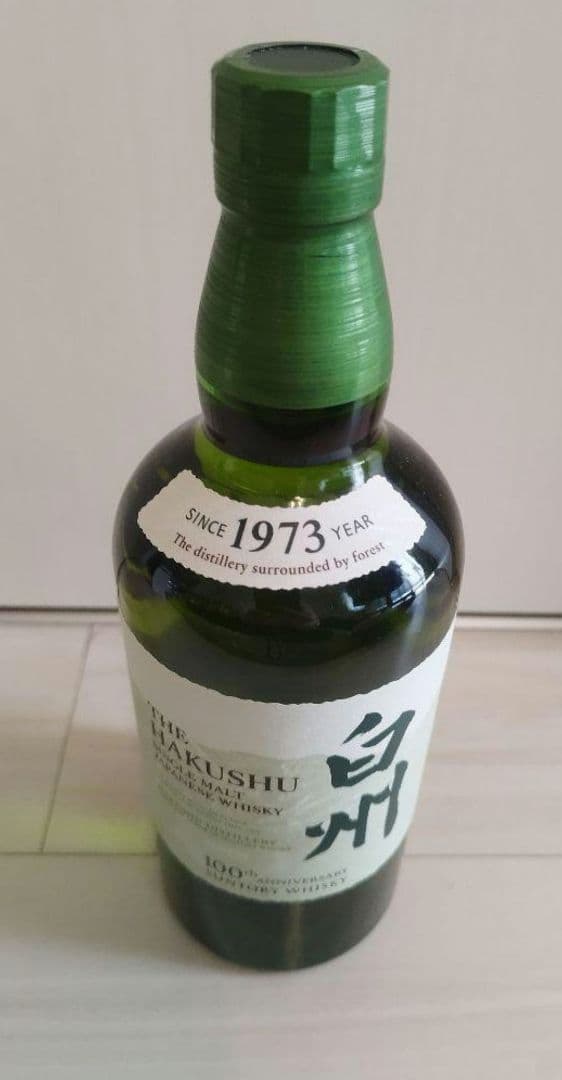 SINCE 1973 YEAR
The distillery surrounded by forest
THE
HAKUSHU
SINGLE MALT
JAPANESE WHISKY
DISTILLERY
100th ANNIVERSARY
SUNTORY WHISKY
白州